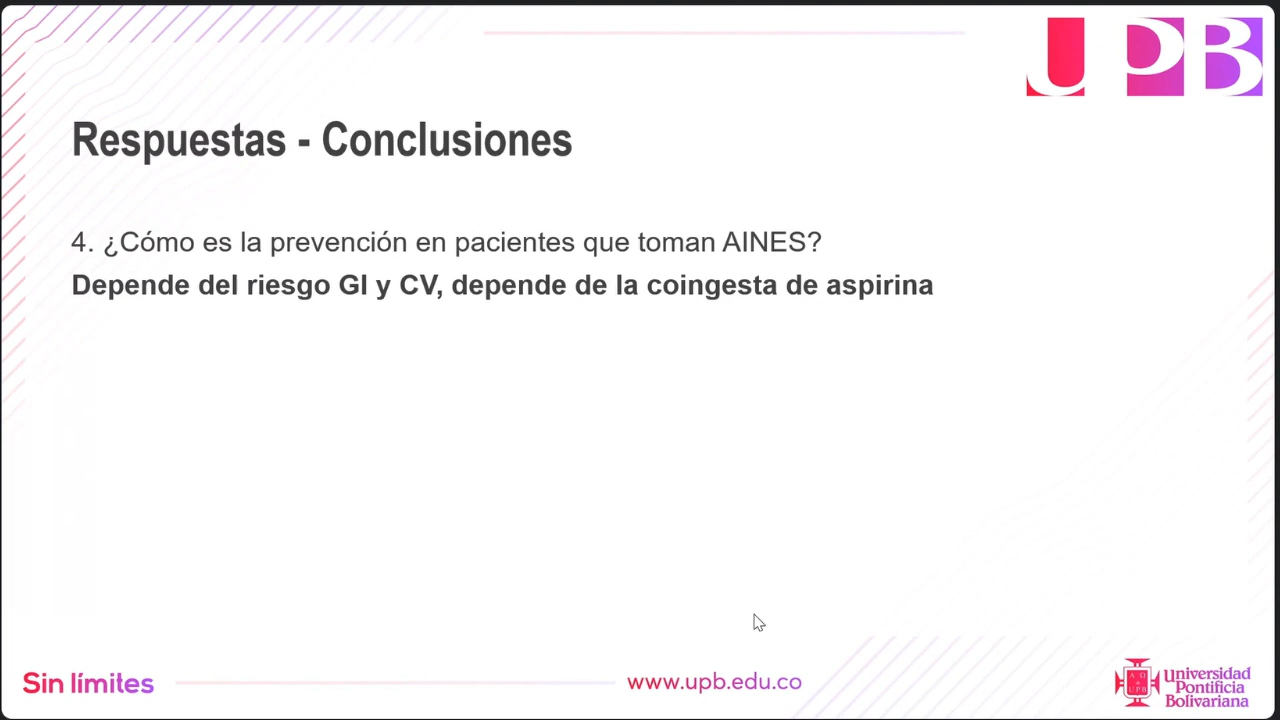 UPB
Respuestas - Conclusiones
4. ¿Cómo es la prevención en pacientes que toman AINES?
Depende del riesgo GI y CV, depende de la coingesta de aspirina
Sin límites
www.upb.edu.co
Universidad
Pontificia
Bolivariana